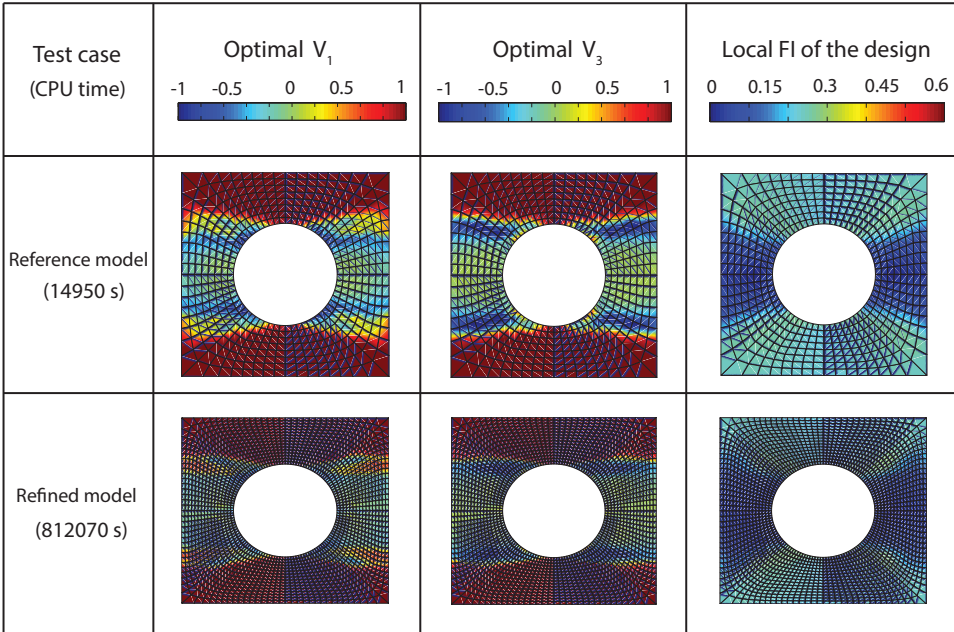 Test case
(CPU time)
Optimal V₁
-1 -0.5 0 0.5 1
Optimal V₃
-1 -0.5 0 0.5 1
Local FI of the design
0 0.15 0.3 0.45 0.6
Reference model
(14950 s)
Refined model
(812070 s)